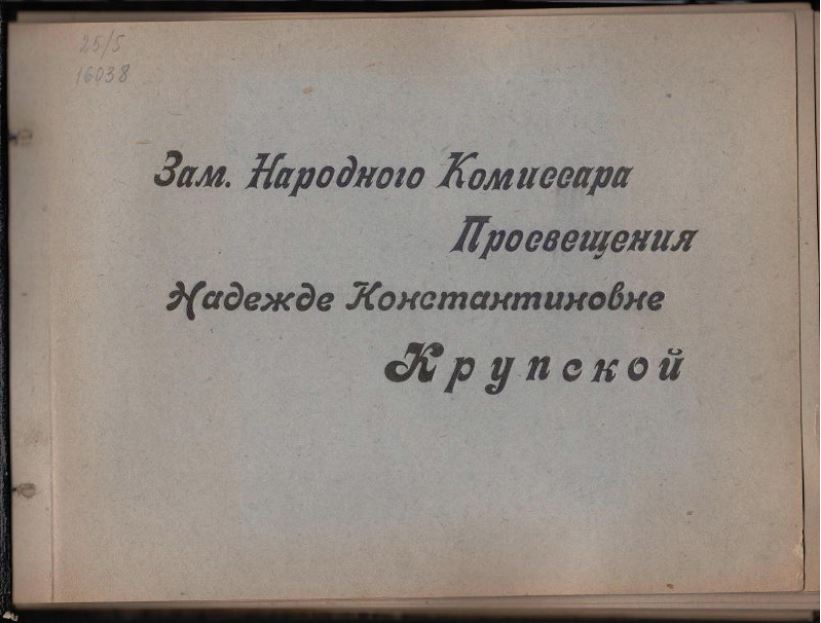 25/5
16038
Зам. Народного Комиссара
Просвещения
Надежде Константиновне
Крупской